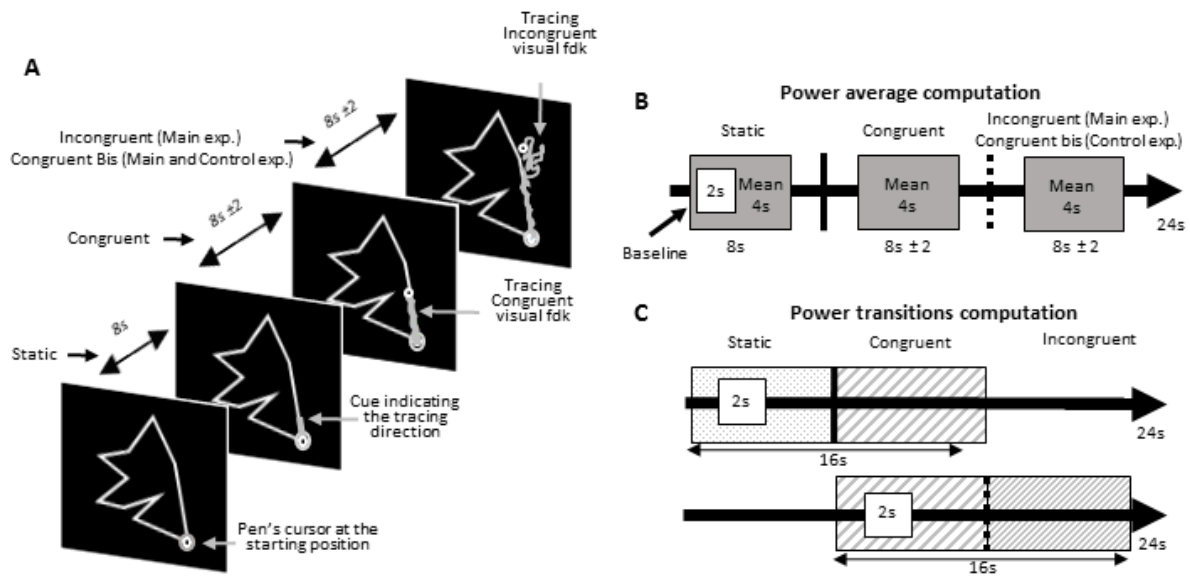 A
Tracing
Incongruent
visual fdk
8s ±2
Incongruent (Main exp.)
Congruent Bis (Main and Control exp.)
8s ±2
Congruent
Tracing
Congruent
visual fdk
8s
Static
Cue indicating
the tracing
direction
Pen's cursor at the
starting position
B
Power average computation
Static
Congruent
Incongruent (Main exp.)
Congruent bis (Control exp.)
2s
Mean
4s
Mean
4s
Mean
4s
24s
Baseline
8s
8s ± 2
8s ± 2
C
Power transitions computation
Static
Congruent
Incongruent
2s
24s
16s
2s
24s
16s